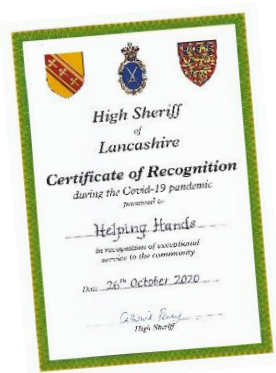 High Sheriff
of
Lancashire
Certificate of Recognition
during the Covid-19 pandemic
presented to
Helping Hands
in recognition of exceptional
service to the community
Date 26th October 2020
High Sheriff